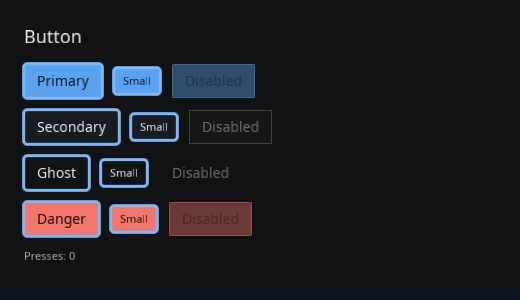 Button
Primary Small Disabled
Secondary Small Disabled
Ghost Small Disabled
Danger Small Disabled
Presses: 0